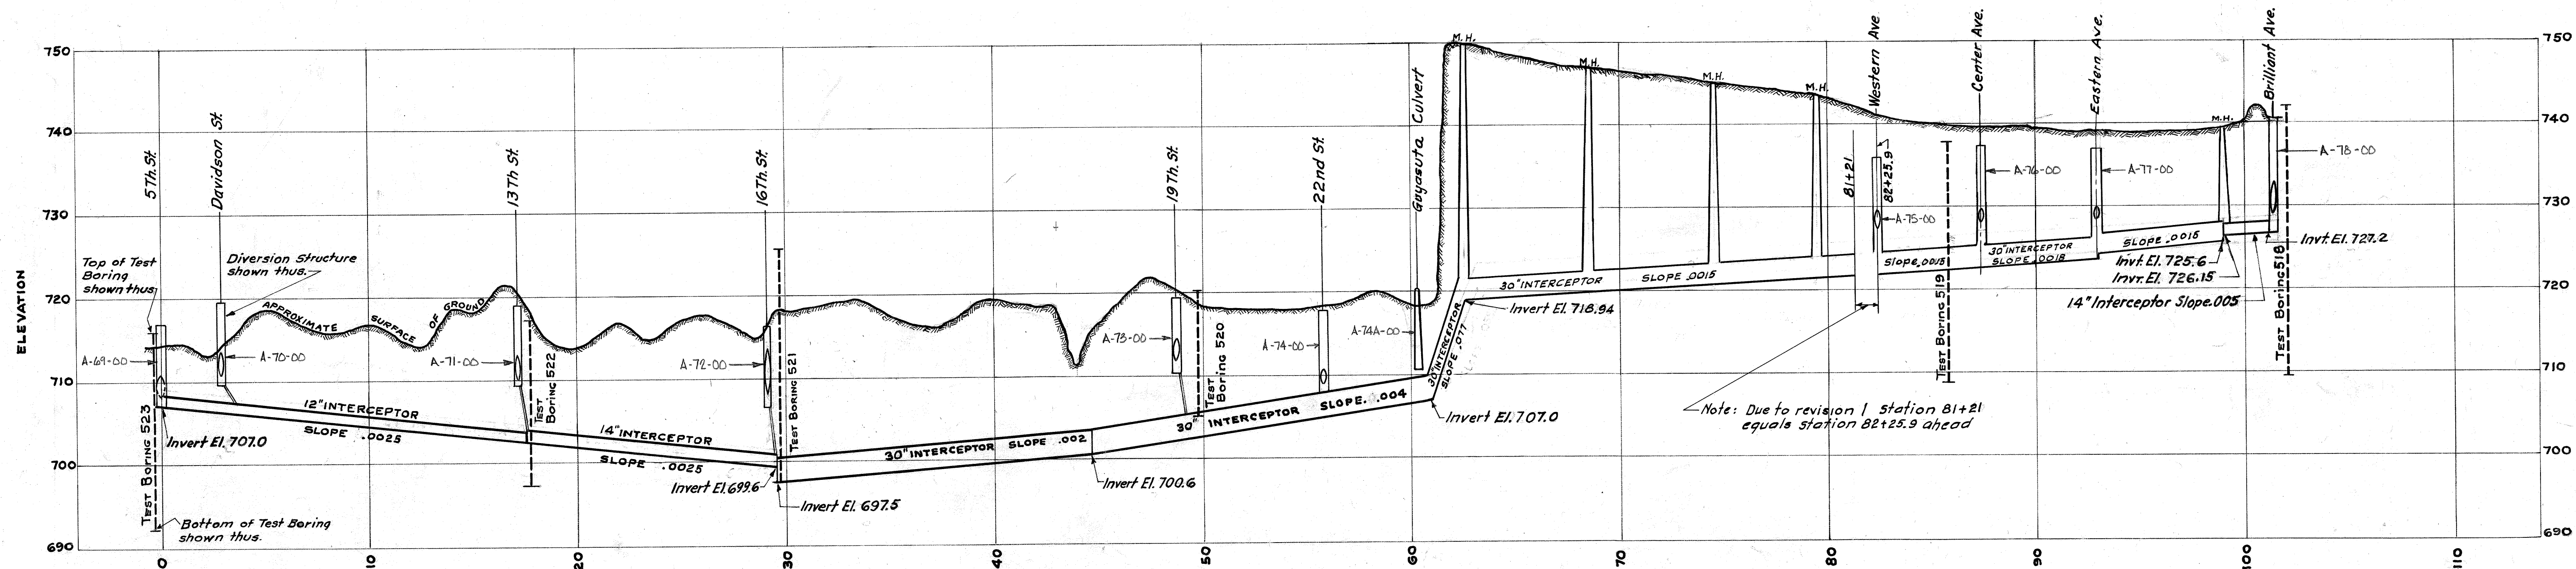 750
740
730
720
710
700
690
ELEVATION
750
740
730
720
710
700
690
0
10
20
30
40
50
60
70
80
90
100
110
5Th. St.
Davidson St.
13Th St.
16Th. St.
19Th. St.
22nd St.
Guyasuta Culvert
Western Ave
Center Ave.
Eastern Ave.
Brilliant Ave.
Top of Test
Boring
shown thus
Diversion Structure
shown thus.
APPROXIMATE SURFACE OF GROUND
A-69-00
A-70-00
A-71-00
A-72-00
A-73-00
A-74-00
A-74A-00
A-75-00
A-76-00
A-77-00
A-78-00
M.H.
M.H.
M.H.
M.H.
M.H.
TEST BORING 523
TEST
BORING 522
TEST BORING 521
TEST
BORING 520
TEST BORING 519
TEST BORING 518
81+21
82+25.9
12" INTERCEPTOR
SLOPE .0025
14" INTERCEPTOR
SLOPE .0025
30" INTERCEPTOR SLOPE .002
30" INTERCEPTOR SLOPE. .004
30" INTERCEPTOR
SLOPE .077
30" INTERCEPTOR SLOPE .0015
Slope .0015
30" INTERCEPTOR
SLOPE .0018
SLOPE .0015
Invert El. 707.0
Invert El. 699.6
Invert El. 697.5
Invert El. 700.6
Invert El. 707.0
Invert El. 718.94
Invt. El. 725.6
Invt. El. 726.15
Invt. El. 727.2
14" Interceptor Slope .005
Bottom of Test Boring
shown thus.
Note: Due to revision 1 Station 81+21
equals station 82+25.9 ahead